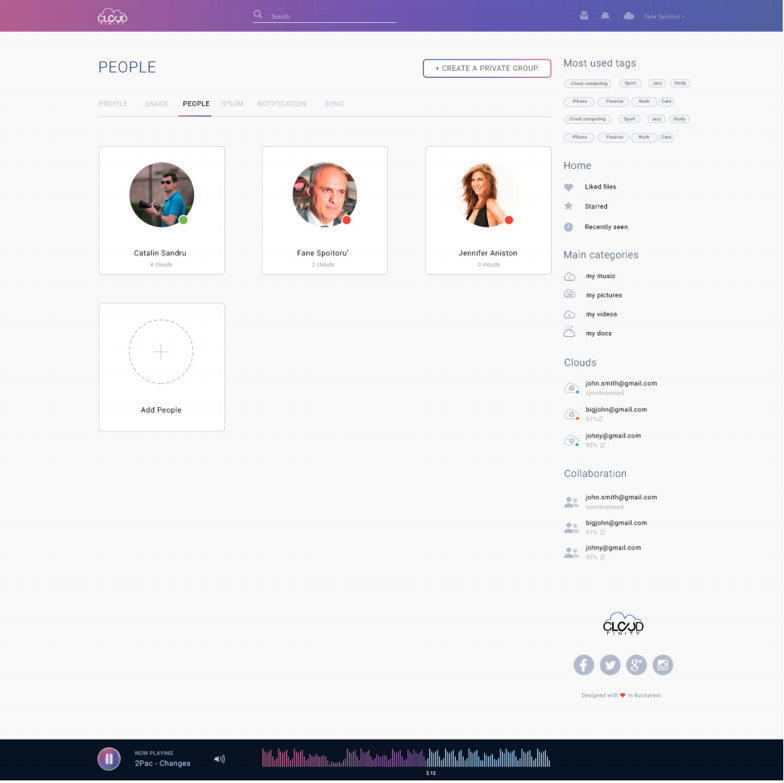 CLOUD
TINITY
Search
Fane Spoitoru'
PEOPLE
+ CREATE A PRIVATE GROUP
PROFILE USAGE PEOPLE IPSUM NOTIFICATION SYNC
Catalin Sandru
4 clouds
Fane Spoitoru'
2 clouds
Jennifer Aniston
0 clouds
Add People
Most used tags
Cloud computing Sport Jazz Study
iPhone Passion Work Cars
Cloud computing Sport Jazz Study
iPhone Passion Work Cars
Home
Liked files
Starred
Recently seen
Main categories
my music
my pictures
my videos
my docs
Clouds
john.smith@gmail.com
synchronised
bigjohn@gmail.com
87%
johny@gmail.com
95%
Collaboration
john.smith@gmail.com
synchronised
bigjohn@gmail.com
87%
johny@gmail.com
95%
CLOUD
TINITY
Designed with ❤ in Bucharest
NOW PLAYING
2Pac - Changes
2:12